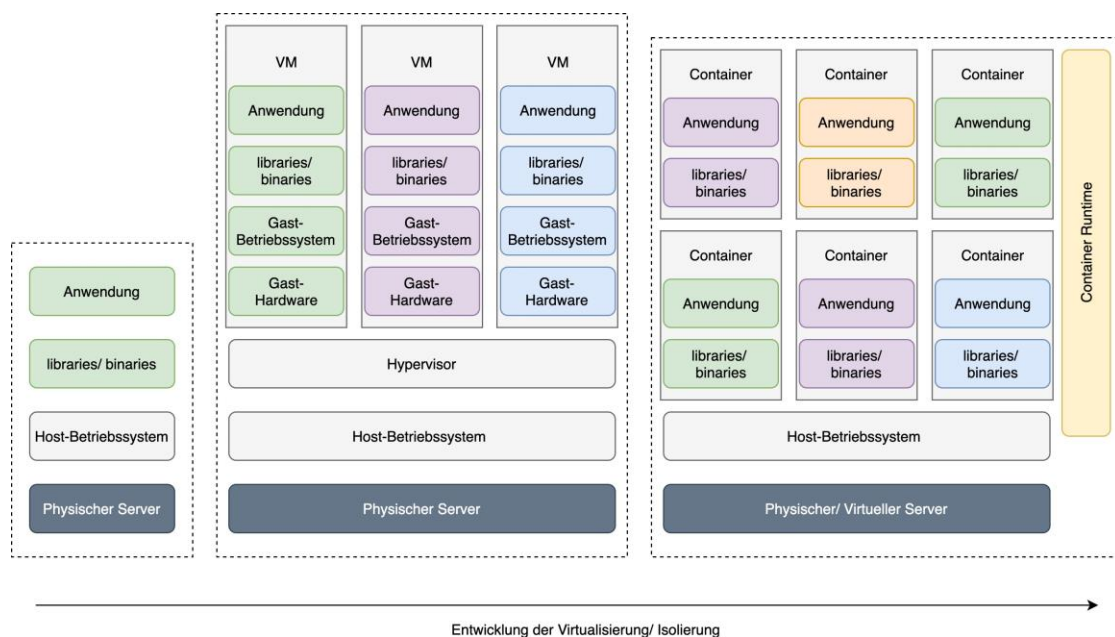 Anwendung
libraries/ binaries
Host-Betriebssystem
Physischer Server
VM
Anwendung
libraries/
binaries
Gast-
Betriebssystem
Gast-
Hardware
VM
Anwendung
libraries/
binaries
Gast-
Betriebssystem
Gast-
Hardware
VM
Anwendung
libraries/
binaries
Gast-
Betriebssystem
Gast-
Hardware
Hypervisor
Host-Betriebssystem
Physischer Server
Container
Anwendung
libraries/
binaries
Container
Anwendung
libraries/
binaries
Container
Anwendung
libraries/
binaries
Container
Anwendung
libraries/
binaries
Container
Anwendung
libraries/
binaries
Container
Anwendung
libraries/
binaries
Container Runtime
Host-Betriebssystem
Physischer/ Virtueller Server
Entwicklung der Virtualisierung/ Isolierung